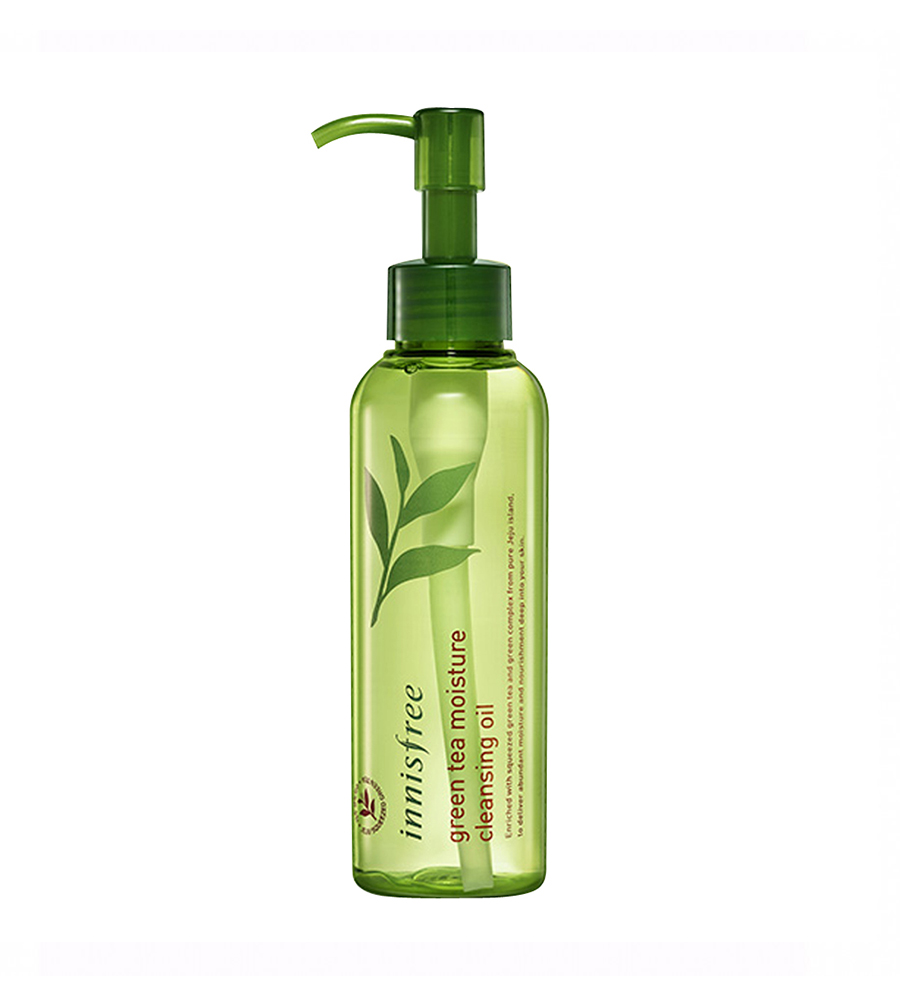 innisfree
green tea moisture
cleansing oil
Enriched with squeezed green tea and green complex from pure Jeju island,
to deliver abundant moisture and nourishment deep into your skin.